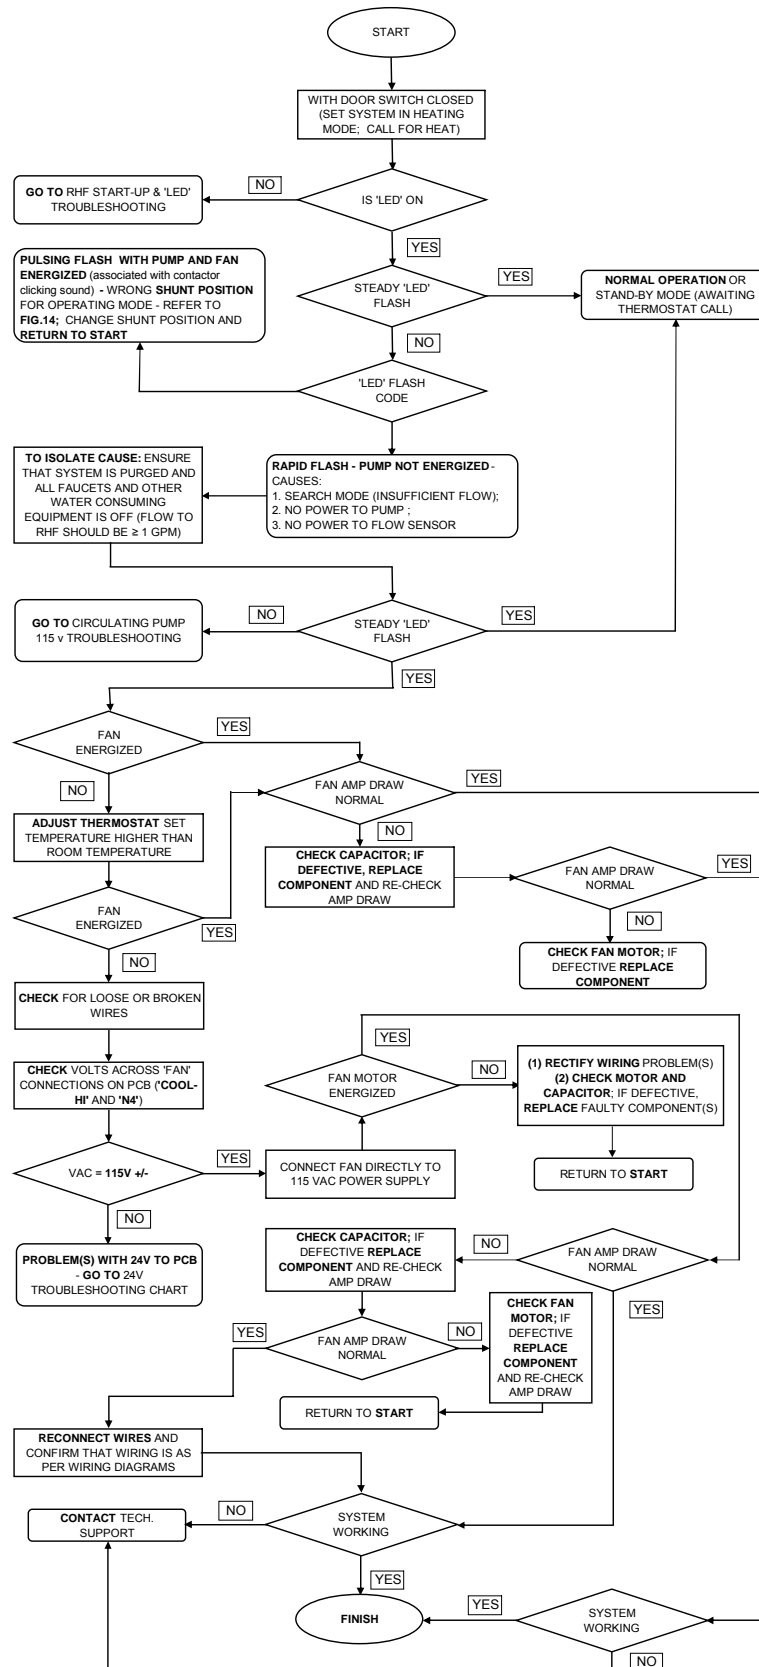 START
WITH DOOR SWITCH CLOSED
(SET SYSTEM IN HEATING
MODE; CALL FOR HEAT)
NO
GO TO RHF START-UP & 'LED'
TROUBLESHOOTING
IS 'LED' ON
YES
PULSING FLASH WITH PUMP AND FAN
ENERGIZED (associated with contactor
clicking sound) - WRONG SHUNT POSITION
FOR OPERATING MODE - REFER TO
FIG.14; CHANGE SHUNT POSITION AND
RETURN TO START
STEADY 'LED'
FLASH
YES
NORMAL OPERATION OR
STAND-BY MODE (AWAITING
THERMOSTAT CALL)
NO
'LED' FLASH
CODE
TO ISOLATE CAUSE: ENSURE
THAT SYSTEM IS PURGED AND
ALL FAUCETS AND OTHER
WATER CONSUMING
EQUIPMENT IS OFF (FLOW TO
RHF SHOULD BE ≥ 1 GPM)
RAPID FLASH - PUMP NOT ENERGIZED -
CAUSES:
1. SEARCH MODE (INSUFFICIENT FLOW);
2. NO POWER TO PUMP ;
3. NO POWER TO FLOW SENSOR
GO TO CIRCULATING PUMP
115 v TROUBLESHOOTING
NO
STEADY 'LED'
FLASH
YES
YES
FAN
ENERGIZED
YES
NO
FAN AMP DRAW
NORMAL
YES
ADJUST THERMOSTAT SET
TEMPERATURE HIGHER THAN
ROOM TEMPERATURE
NO
CHECK CAPACITOR; IF
DEFECTIVE, REPLACE
COMPONENT AND RE-CHECK
AMP DRAW
FAN AMP DRAW
NORMAL
YES
FAN
ENERGIZED
YES
NO
NO
CHECK FAN MOTOR; IF
DEFECTIVE REPLACE
COMPONENT
CHECK FOR LOOSE OR BROKEN
WIRES
CHECK VOLTS ACROSS 'FAN'
CONNECTIONS ON PCB ('COOL-
HI' AND 'N4')
YES
FAN MOTOR
ENERGIZED
NO
(1) RECTIFY WIRING PROBLEM(S)
(2) CHECK MOTOR AND
CAPACITOR; IF DEFECTIVE,
REPLACE FAULTY COMPONENT(S)
VAC = 115V +/-
YES
CONNECT FAN DIRECTLY TO
115 VAC POWER SUPPLY
RETURN TO START
NO
PROBLEM(S) WITH 24V TO PCB
- GO TO 24V
TROUBLESHOOTING CHART
CHECK CAPACITOR; IF
DEFECTIVE REPLACE
COMPONENT AND RE-CHECK
AMP DRAW
NO
FAN AMP DRAW
NORMAL
YES
YES
FAN AMP DRAW
NORMAL
NO
CHECK FAN
MOTOR; IF
DEFECTIVE
REPLACE
COMPONENT
AND RE-CHECK
AMP DRAW
RETURN TO START
RECONNECT WIRES AND
CONFIRM THAT WIRING IS AS
PER WIRING DIAGRAMS
CONTACT TECH.
SUPPORT
NO
SYSTEM
WORKING
YES
FINISH
YES
SYSTEM
WORKING
NO